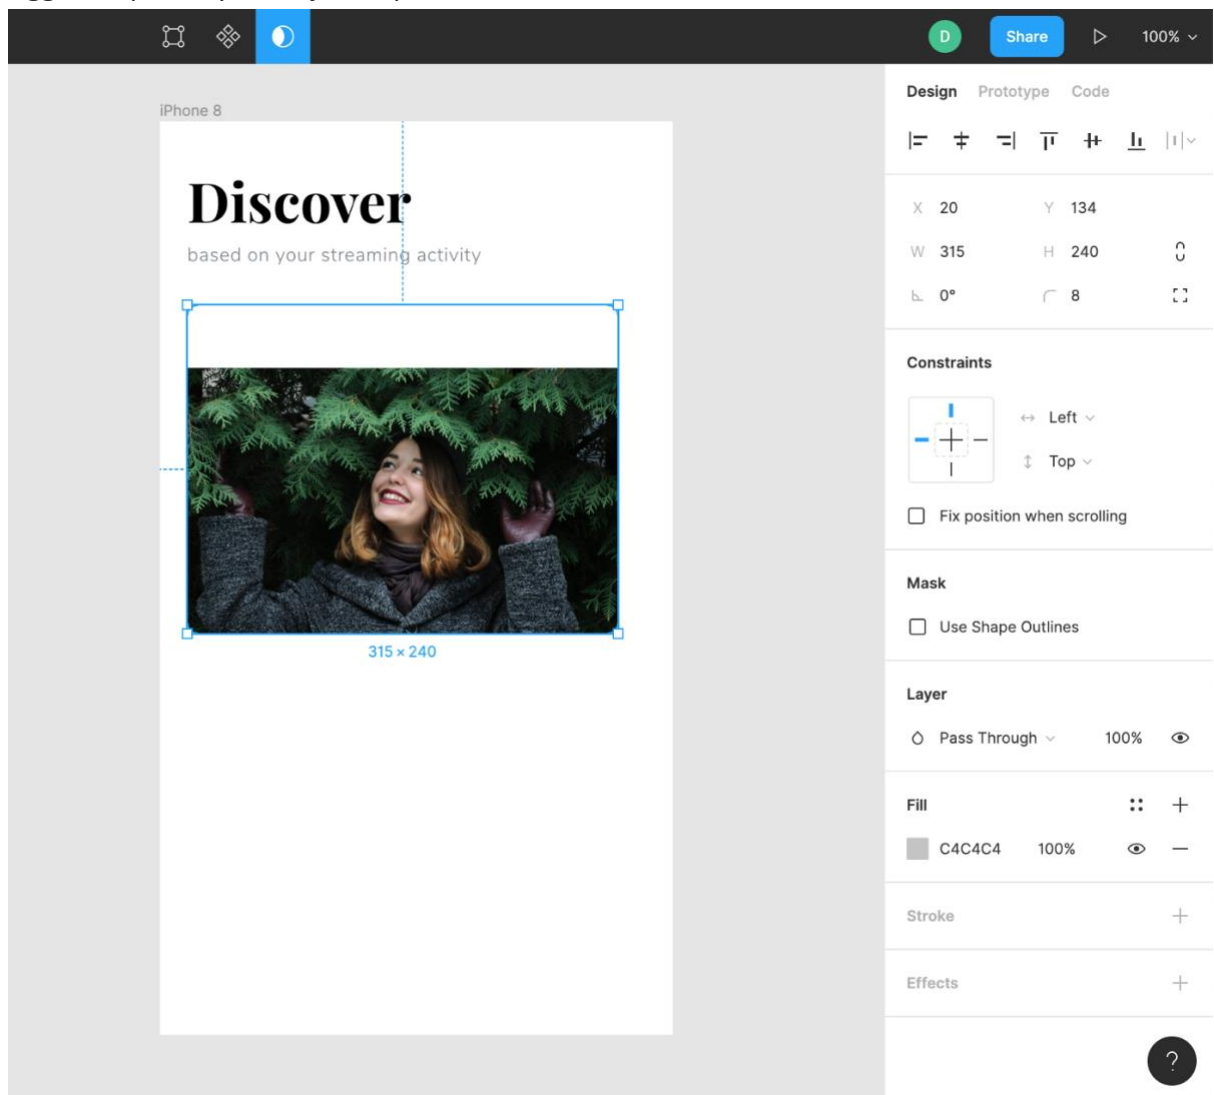 D Share 100%
Design Prototype Code
iPhone 8
X 20 Y 134
Discover
W 315 H 240
based on your streaming activity
0° 8
Constraints
Left
Top
Fix position when scrolling
Mask
Use Shape Outlines
315 × 240
Layer
Pass Through 100%
Fill
C4C4C4 100%
Stroke
Effects
?